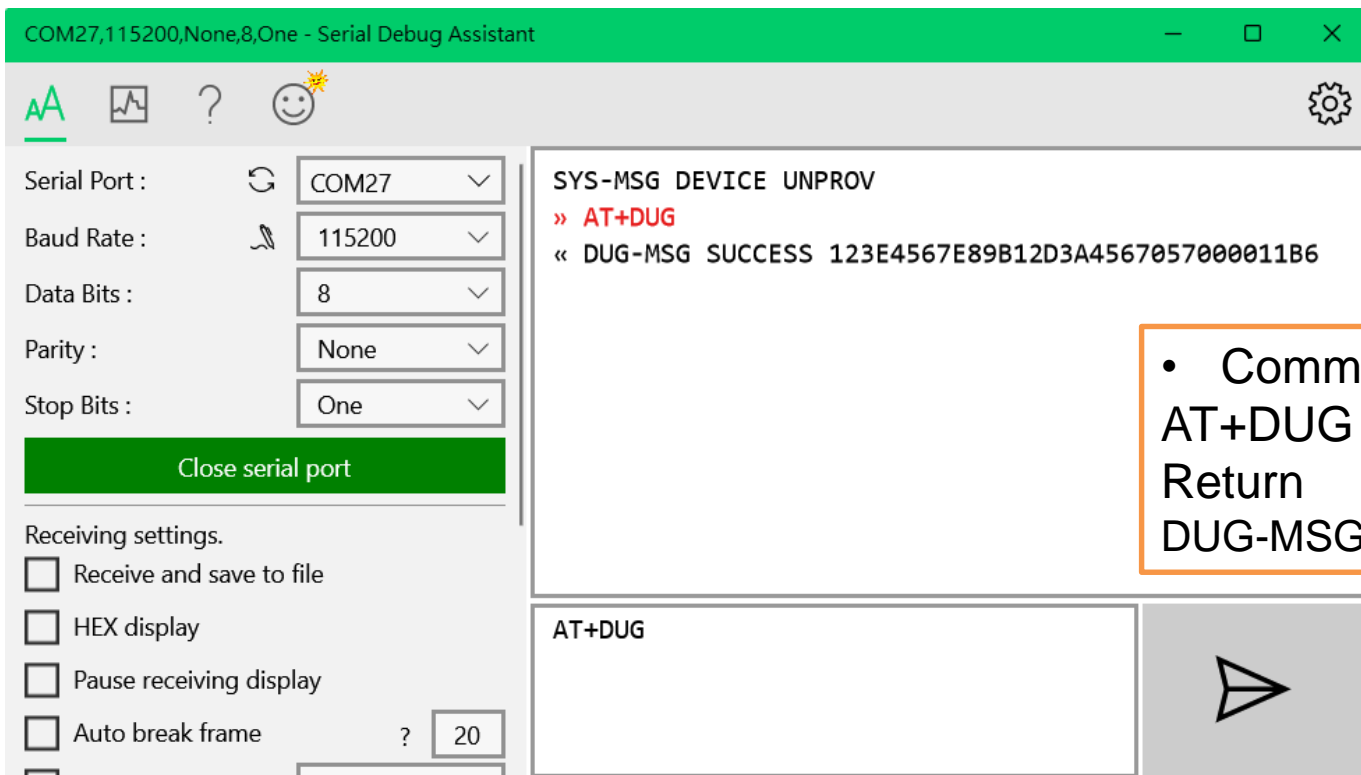 COM27,115200,None,8,One - Serial Debug Assistant
AA
?
Serial Port :
COM27
Baud Rate :
115200
Data Bits :
8
Parity :
None
Stop Bits :
One
Close serial port
Receiving settings.
Receive and save to file
HEX display
Pause receiving display
Auto break frame
?
20
SYS-MSG DEVICE UNPROV
» AT+DUG
« DUG-MSG SUCCESS 123E4567E89B12D3A4567057000011B6
• Comm
AT+DUG
Return
DUG-MSG
AT+DUG